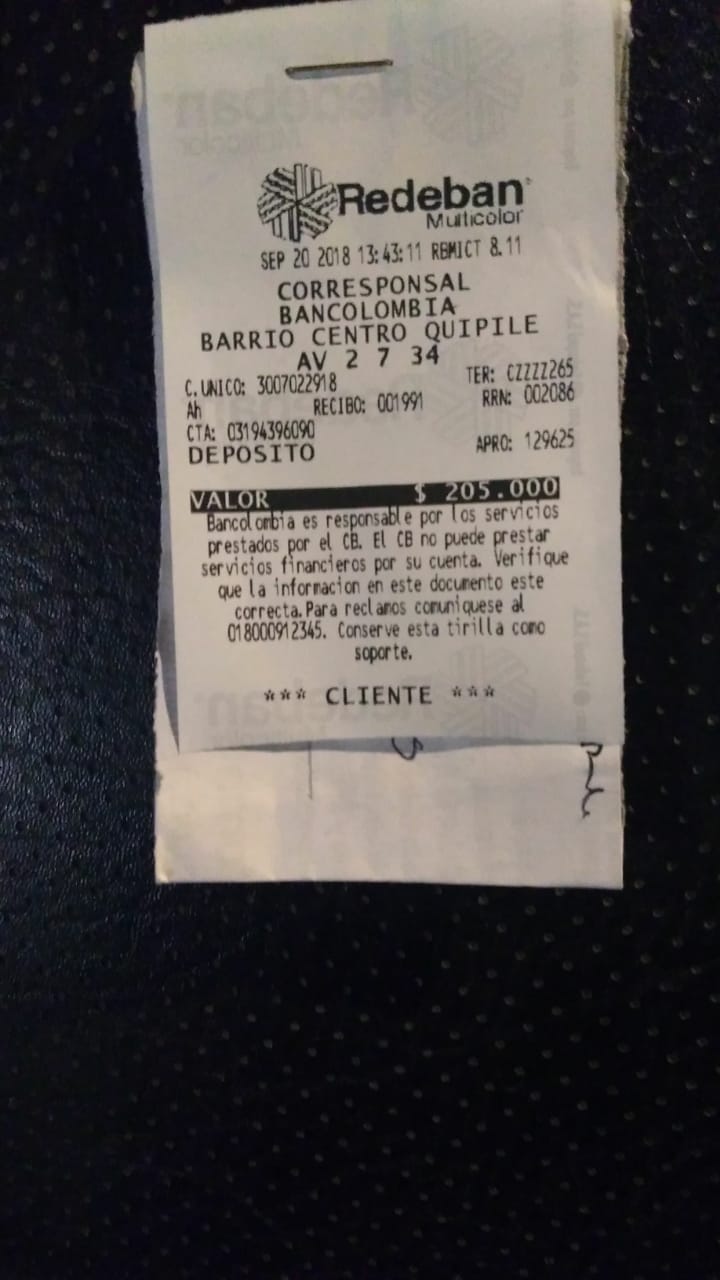 Redeban
Multicolor
SEP 20 2018 13:43:11 RBMICT 8.11
CORRESPONSAL
BANCOLOMBIA
BARRIO CENTRO QUIPILE
AV 2 7 34
C. UNICO: 3007022918 TER: CZZZZ265
Ah RECIBO: 001991 RRN: 002086
CTA: 03194396090
DEPOSITO APRO: 129625
VALOR $ 205.000
Bancolombia es responsable por los servicios
prestados por el CB. El CB no puede prestar
servicios financieros por su cuenta. Verifique
que la informacion en este documento este
correcta. Para reclamos comuniquese al
018000912345. Conserve esta tirilla como
soporte.
*** CLIENTE ***